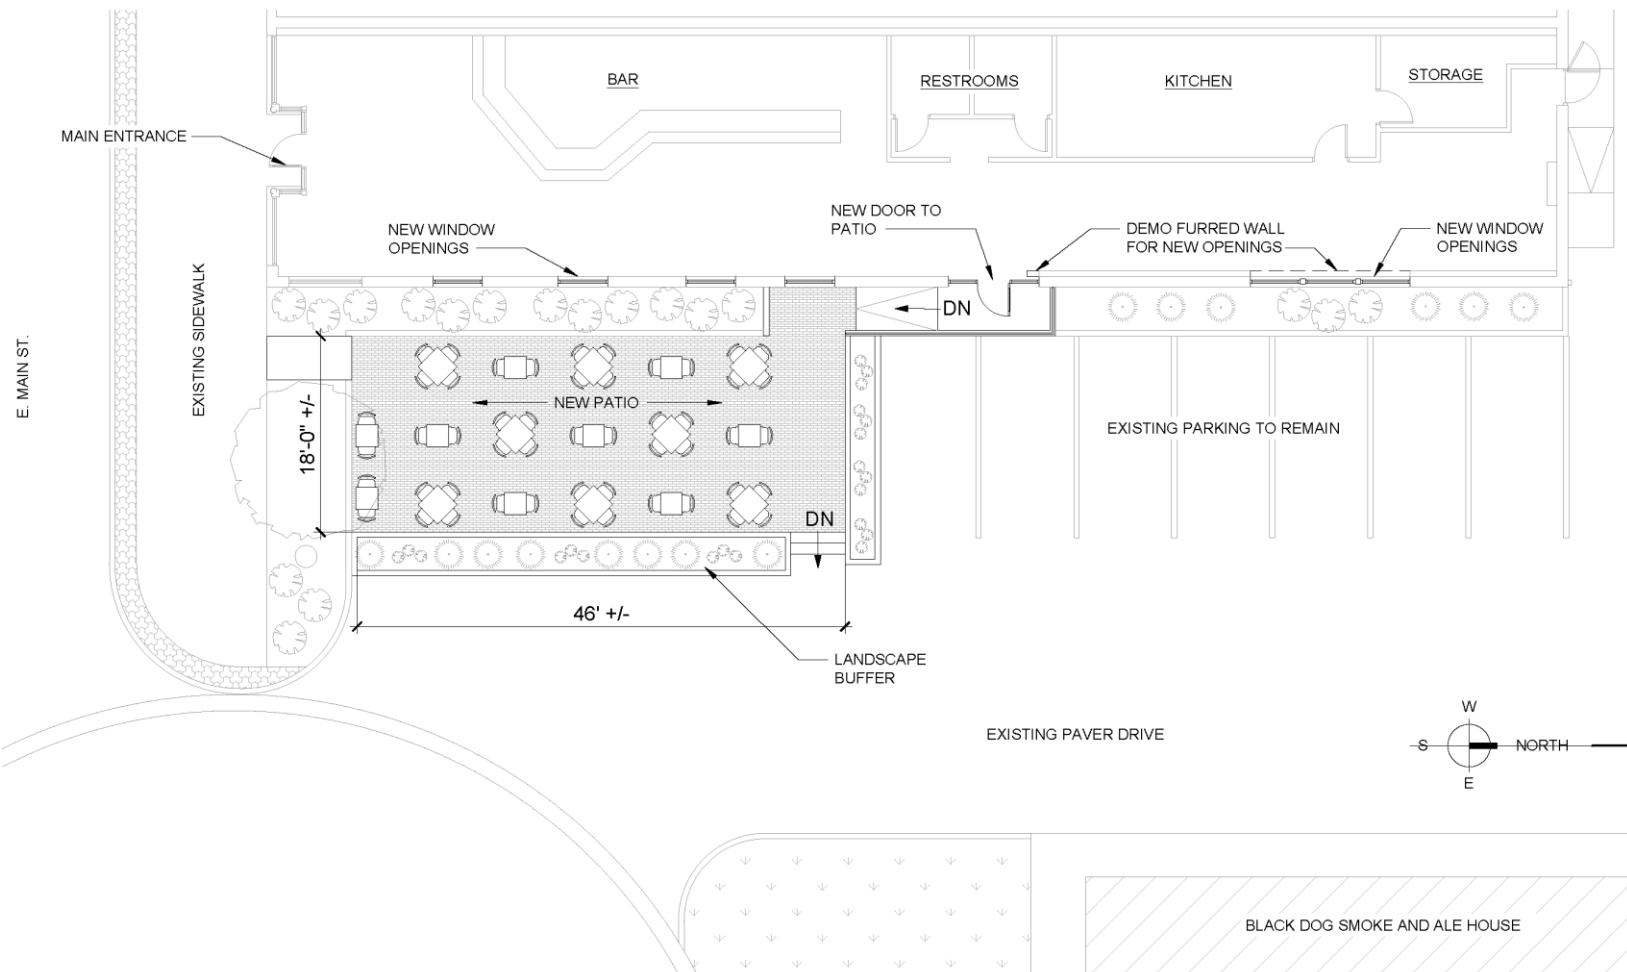 BAR
RESTROOMS
KITCHEN
STORAGE
MAIN ENTRANCE
NEW WINDOW
OPENINGS
NEW DOOR TO
PATIO
DEMO FURRED WALL
FOR NEW OPENINGS
NEW WINDOW
OPENINGS
DN
E. MAIN ST.
EXISTING SIDEWALK
18'-0" +/-
NEW PATIO
EXISTING PARKING TO REMAIN
DN
46' +/-
LANDSCAPE
BUFFER
EXISTING PAVER DRIVE
W
S
NORTH
E
BLACK DOG SMOKE AND ALE HOUSE